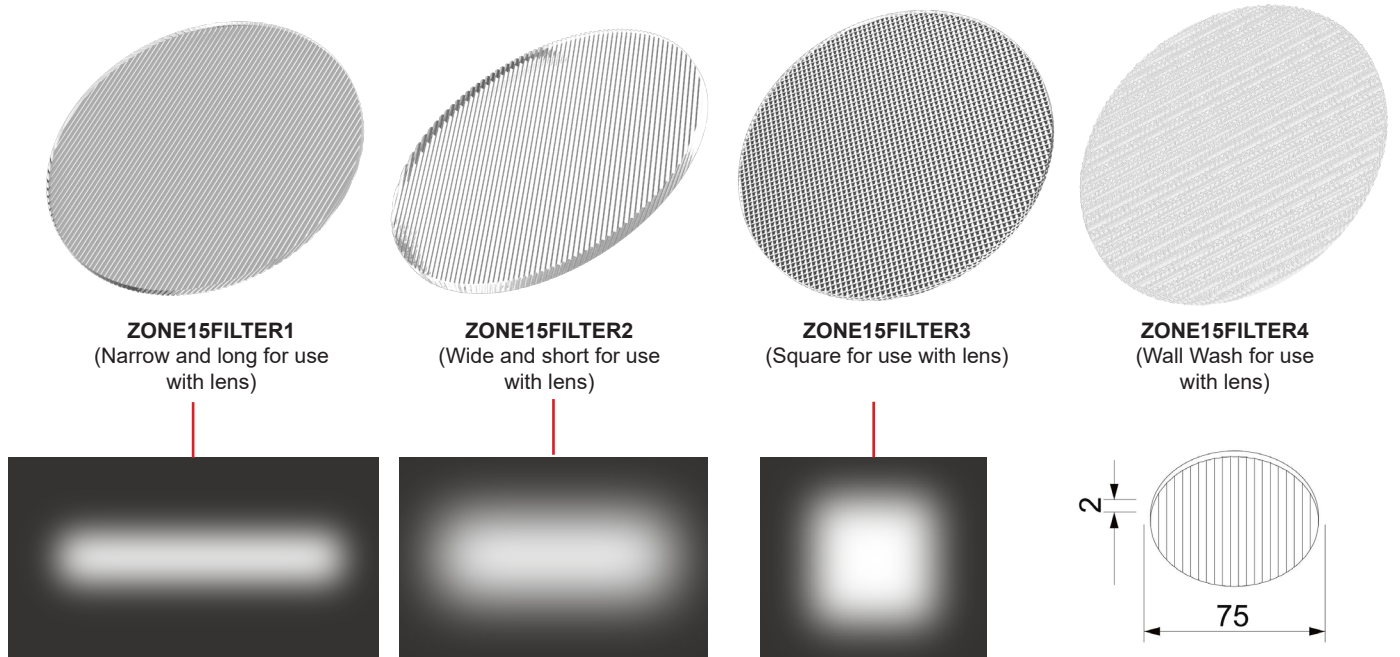 ZONE15FILTER1
(Narrow and long for use
with lens)
ZONE15FILTER2
(Wide and short for use
with lens)
ZONE15FILTER3
(Square for use with lens)
ZONE15FILTER4
(Wall Wash for use
with lens)
2
75